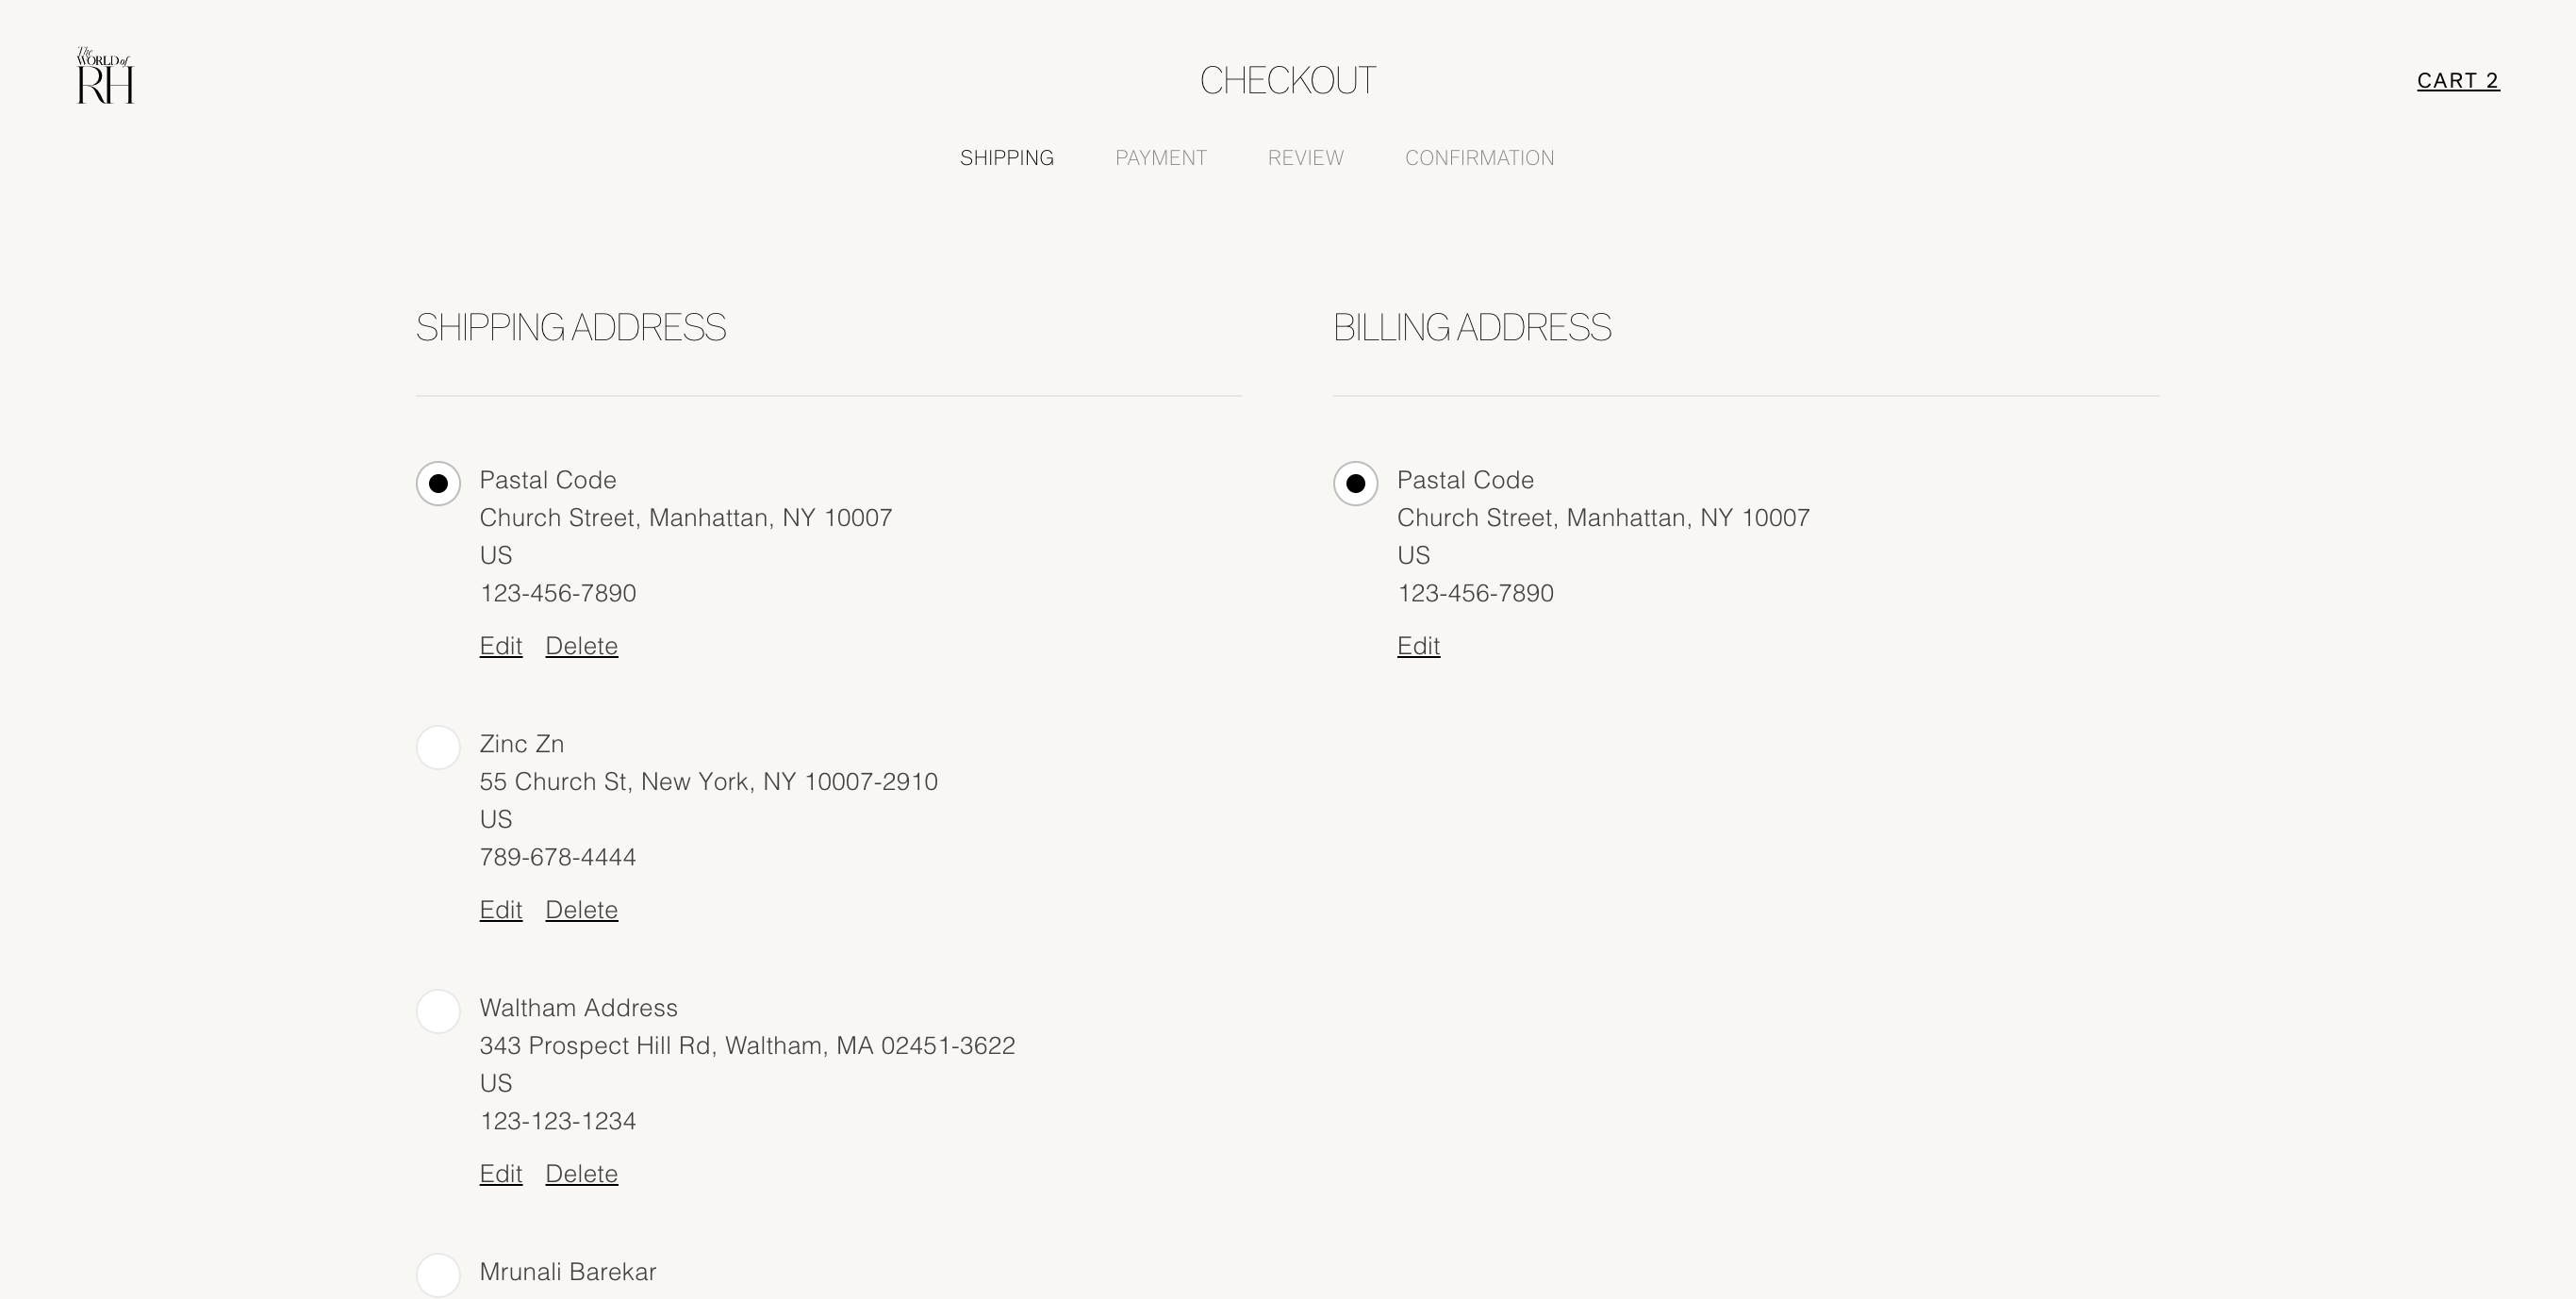 The
WORLD of
RH
CHECKOUT
CART 2
SHIPPING PAYMENT REVIEW CONFIRMATION
SHIPPING ADDRESS
Pastal Code
Church Street, Manhattan, NY 10007
US
123-456-7890
Edit Delete
Zinc Zn
55 Church St, New York, NY 10007-2910
US
789-678-4444
Edit Delete
Waltham Address
343 Prospect Hill Rd, Waltham, MA 02451-3622
US
123-123-1234
Edit Delete
Mrunali Barekar
BILLING ADDRESS
Pastal Code
Church Street, Manhattan, NY 10007
US
123-456-7890
Edit